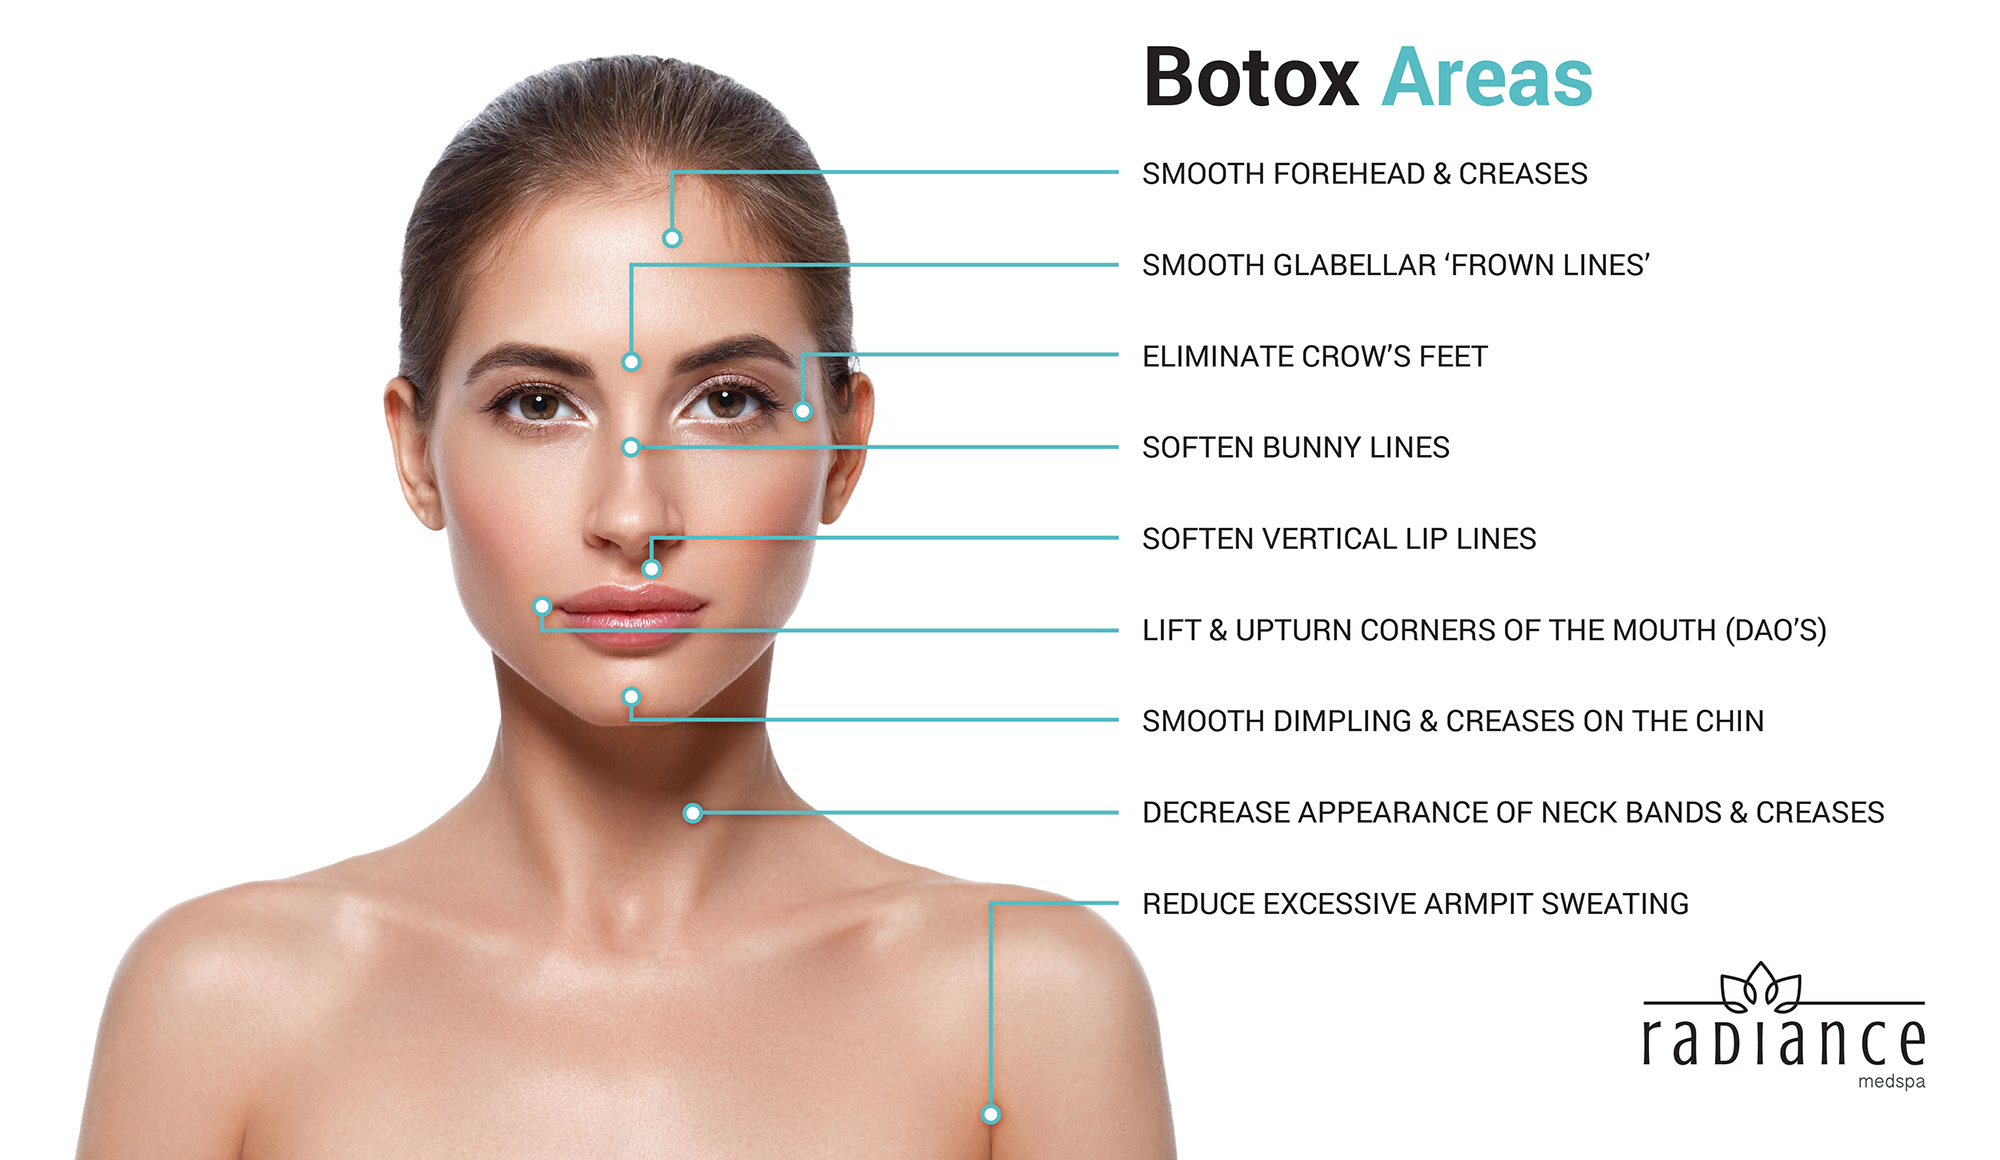 Botox Areas
SMOOTH FOREHEAD & CREASES
SMOOTH GLABELLAR ‘FROWN LINES’
ELIMINATE CROW’S FEET
SOFTEN BUNNY LINES
SOFTEN VERTICAL LIP LINES
LIFT & UPTURN CORNERS OF THE MOUTH (DAO’S)
SMOOTH DIMPLING & CREASES ON THE CHIN
DECREASE APPEARANCE OF NECK BANDS & CREASES
REDUCE EXCESSIVE ARMPIT SWEATING
raDiance
medspa